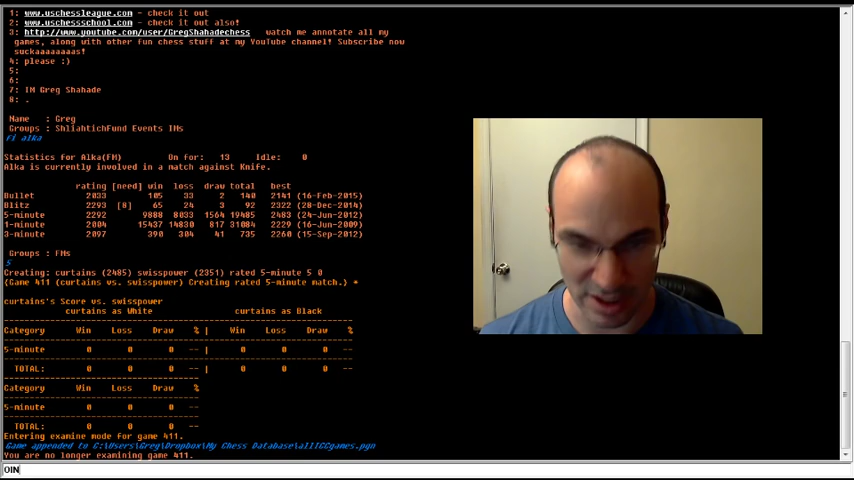 1: www.uschessleague.com - check it out
2: www.uschessschool.com - check it out also!
3: http://www.youtube.com/user/GregShahadechess watch me annotate all my
games, along with other fun chess stuff at my YouTube channel! Subscribe now
suckaaaaaaas!
4: please :)
5:
6:
7: IM Greg Shahade
8: .
Name : Greg
Groups : ShliahtichFund Events IMs
Fi alka
Statistics for Alka(FM) On for: 13 Idle: 0
Alka is currently involved in a match against Knife.
rating [need] win loss draw total best
Bullet 2033 105 33 2 140 2141 (16-Feb-2015)
Blitz 2293 [8] 65 24 3 92 2322 (28-Dec-2014)
5-minute 2292 9888 8033 1564 19485 2483 (24-Jun-2012)
1-minute 2004 15437 14830 817 31084 2229 (16-Jun-2009)
3-minute 2097 390 304 41 735 2260 (15-Sep-2012)
Groups : FMs
S
Creating: curtains (2485) swisspower (2351) rated 5-minute 5 0
{Game 411 (curtains vs. swisspower) Creating rated 5-minute match.} *
curtains's Score vs. swisspower
curtains as White curtains as Black
Category Win Loss Draw % | Win Loss Draw %
5-minute 0 0 0 -- | 0 0 0 --
TOTAL: 0 0 0 -- | 0 0 0 --
Category Win Loss Draw %
5-minute 0 0 0 --
TOTAL: 0 0 0 --
Entering examine mode for game 411.
Game appended to C:\Users\Greg\Dropbox\My Chess Database\allICCgames.pgn
You are no longer examining game 411.
OIN